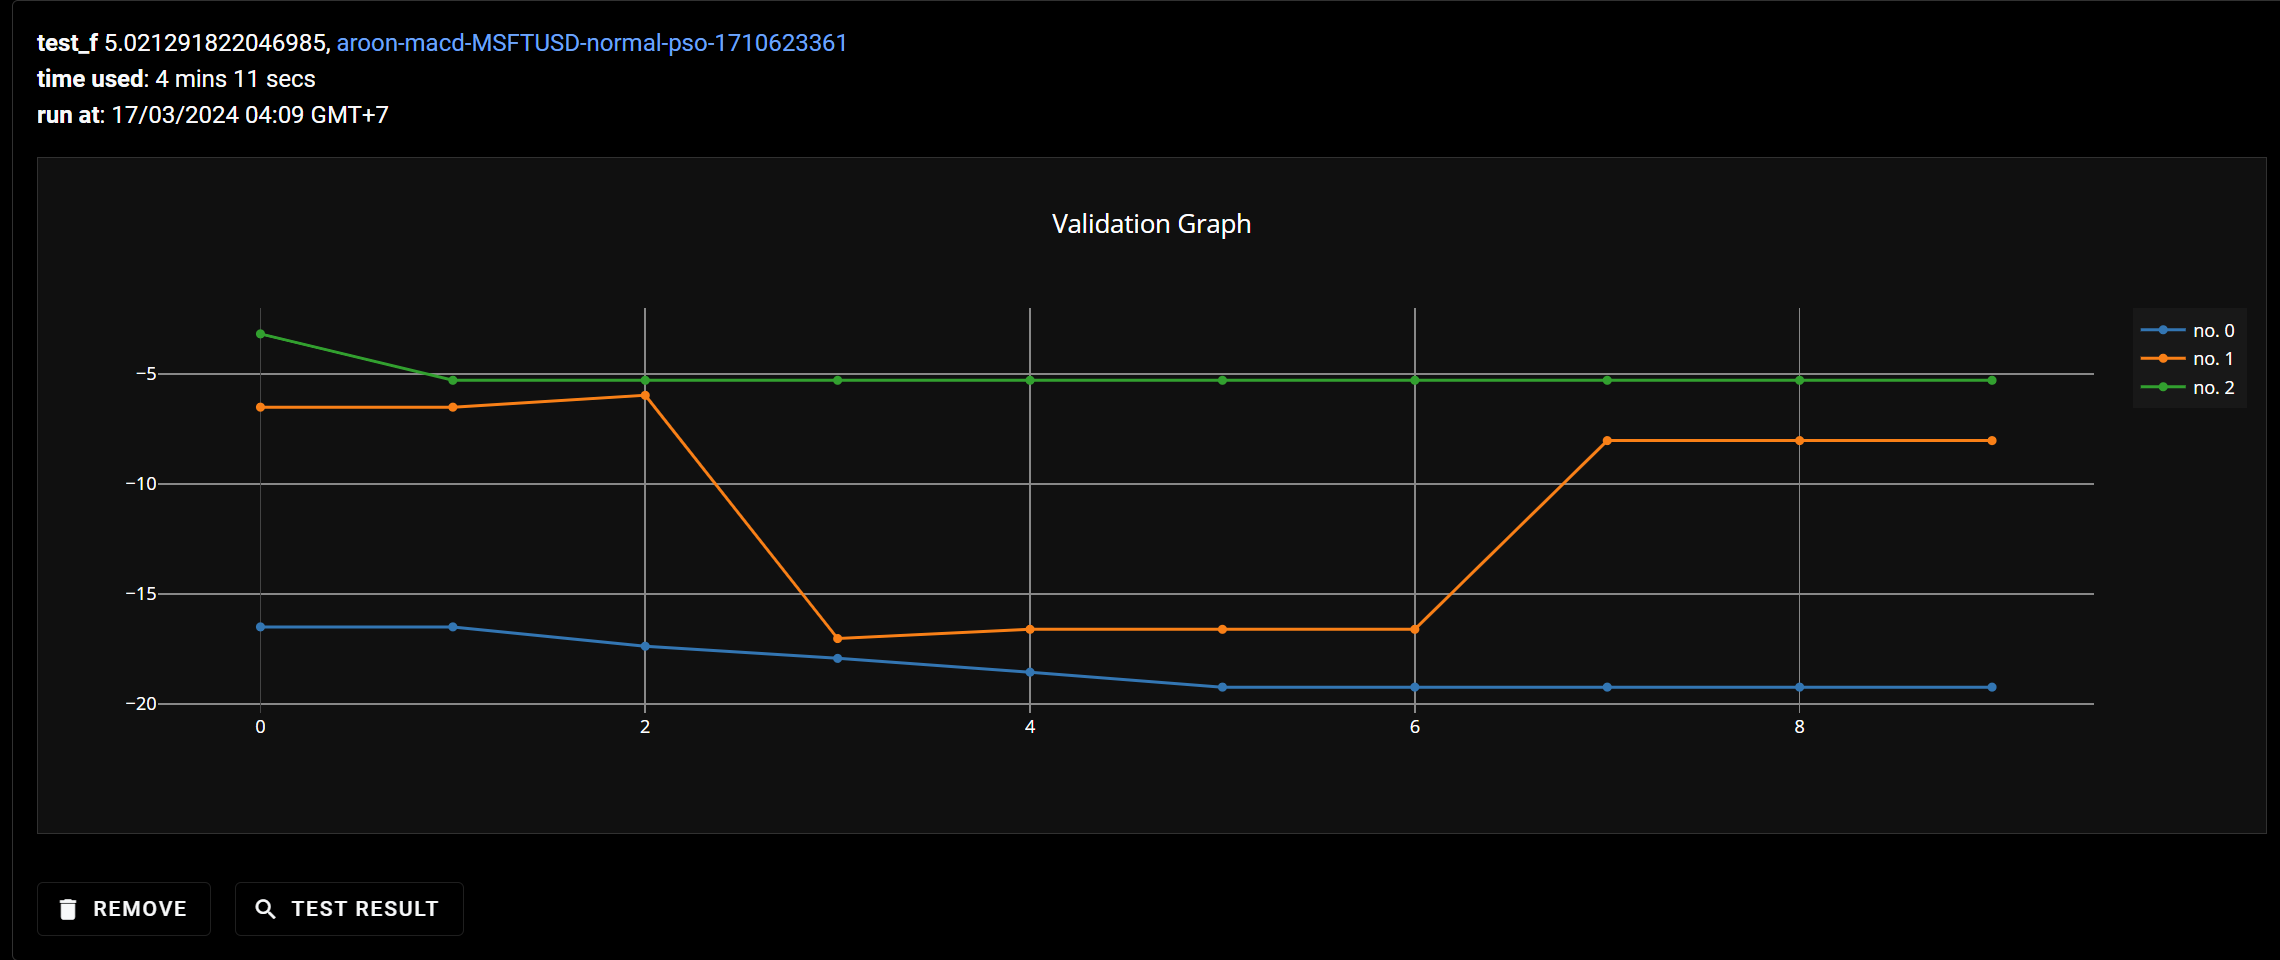 test_f 5.021291822046985, aroon-macd-MSFTUSD-normal-pso-1710623361
time used: 4 mins 11 secs
run at: 17/03/2024 04:09 GMT+7
Validation Graph
no. 0
no. 1
no. 2
−5
−10
−15
−20
0 2 4 6 8
REMOVE TEST RESULT